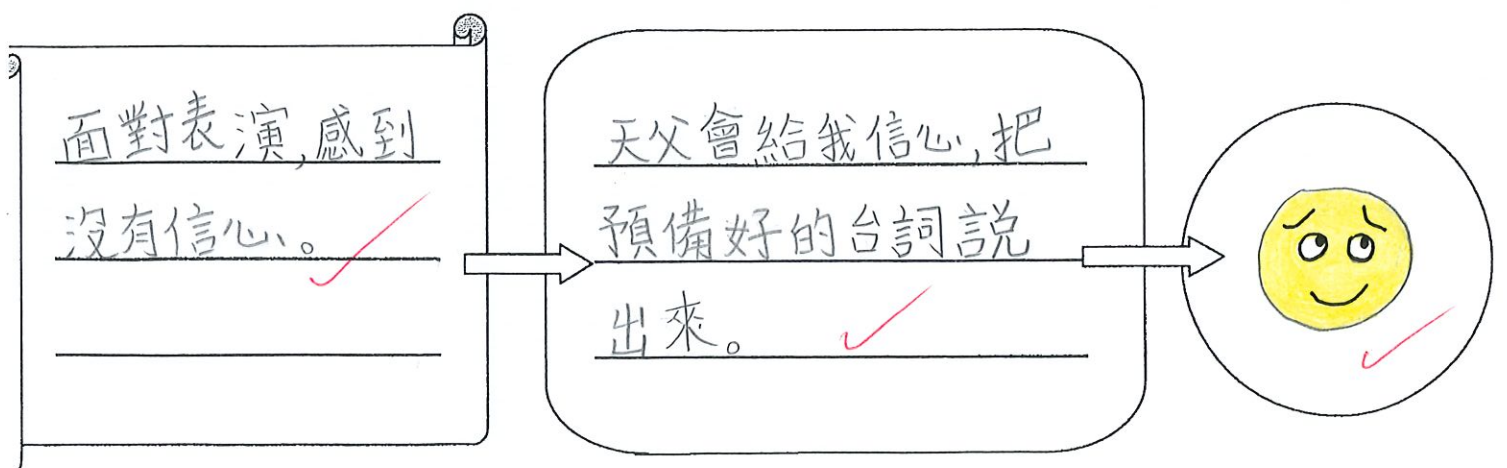 面對表演,感到
沒有信心。
天父會給我信心,把
預備好的台詞説
出來。